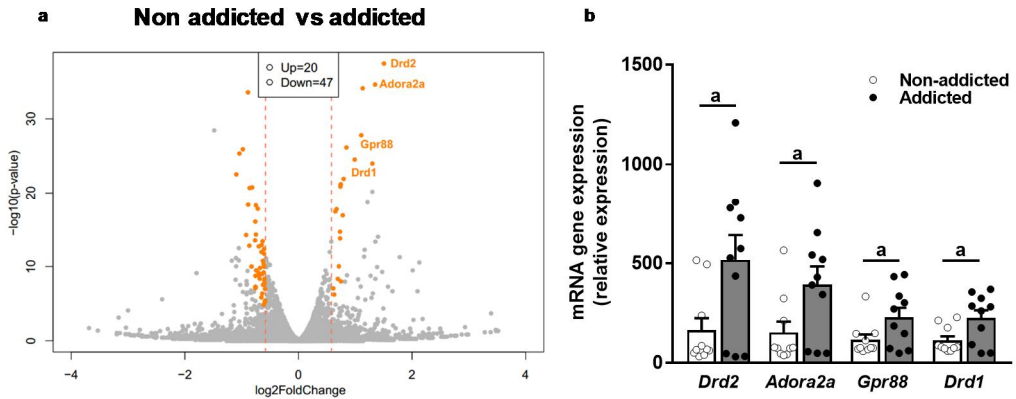 a
Non addicted vs addicted
Up=20
Down=47
Drd2
Adora2a
Gpr88
Drd1
−log10(p-value)
30
20
10
0
−4
−2
0
2
4
log2FoldChange
b
mRNA gene expression
(relative expression)
1500
1000
500
0
Non-addicted
Addicted
a
a
a
a
Drd2
Adora2a
Gpr88
Drd1